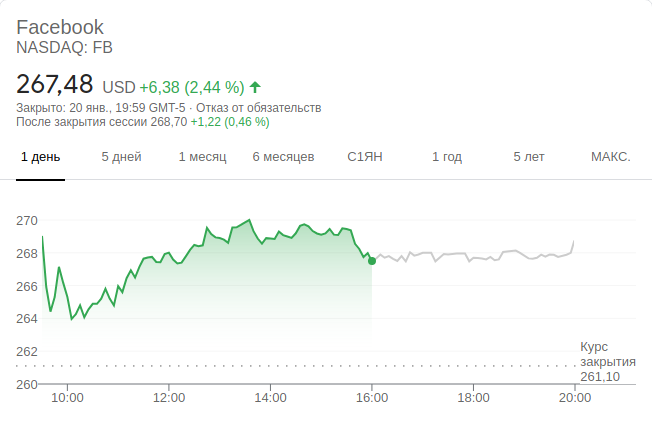 Facebook
NASDAQ: FB
267,48 USD +6,38 (2,44 %)
Закрыто: 20 янв., 19:59 GMT-5 · Отказ от обязательств
После закрытия сессии 268,70 +1,22 (0,46 %)
1 день 5 дней 1 месяц 6 месяцев С1ЯН 1 год 5 лет МАКС.
270
268
266
264
262
260
Курс
закрытия
261,10
10:00 12:00 14:00 16:00 18:00 20:00